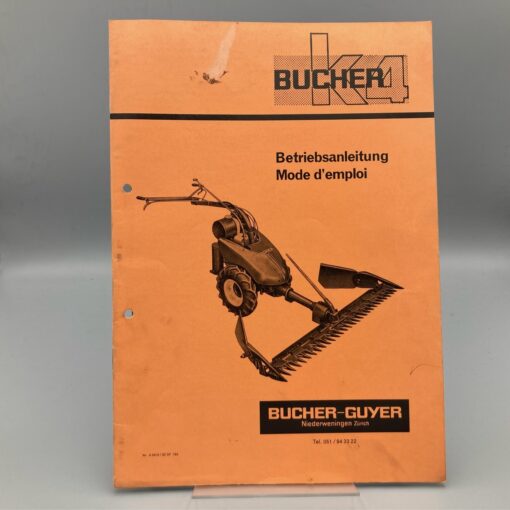 BUCHER K4
Betriebsanleitung
Mode d'emploi
BUCHER-GUYER
Niederweningen Zürich
Tel. 051 / 94 33 22